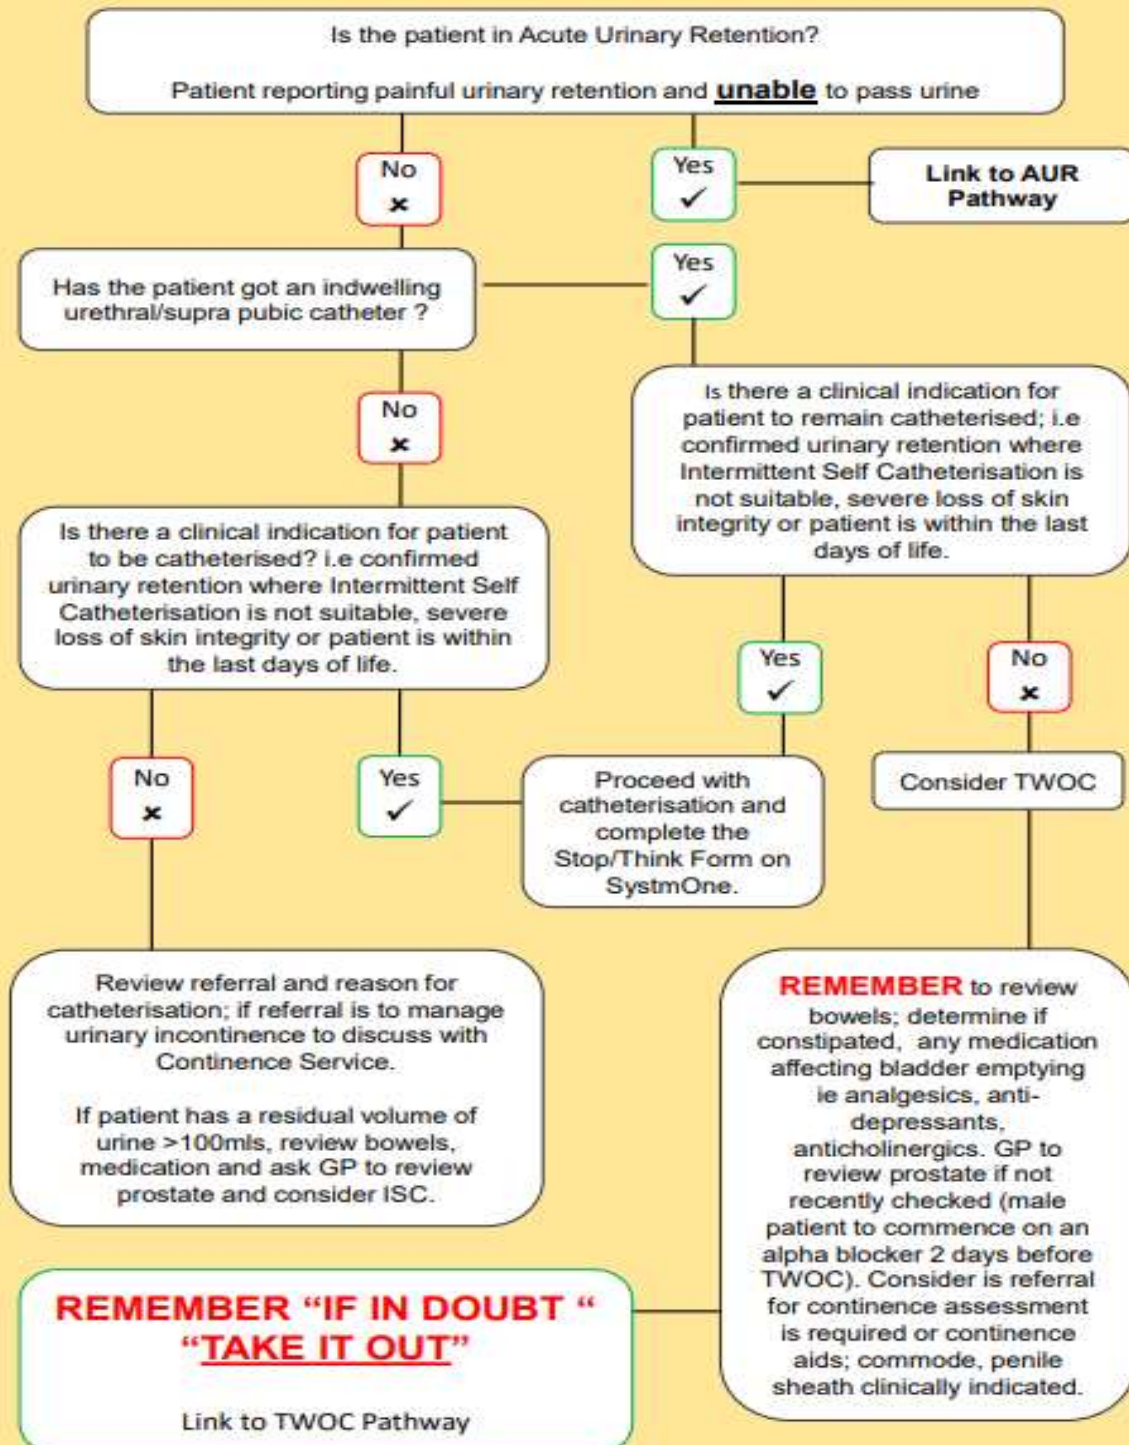 Is the patient in Acute Urinary Retention?
Patient reporting painful urinary retention and unable to pass urine
No
Yes
Link to AUR
Pathway
Has the patient got an indwelling
urethral/supra pubic catheter ?
Yes
No
Is there a clinical indication for
patient to remain catheterised; i.e
confirmed urinary retention where
Intermittent Self Catheterisation is
not suitable, severe loss of skin
integrity or patient is within the last
days of life.
Is there a clinical indication for patient
to be catheterised? i.e confirmed
urinary retention where Intermittent Self
Catheterisation is not suitable, severe
loss of skin integrity or patient is within
the last days of life.
Yes
No
No
Yes
Proceed with
catheterisation and
complete the
Stop/Think Form on
SystmOne.
Consider TWOC
Review referral and reason for
catheterisation; if referral is to manage
urinary incontinence to discuss with
Continence Service.
If patient has a residual volume of
urine >100mls, review bowels,
medication and ask GP to review
prostate and consider ISC.
REMEMBER to review
bowels; determine if
constipated, any medication
affecting bladder emptying
ie analgesics, anti-
depressants,
anticholinergics. GP to
review prostate if not
recently checked (male
patient to commence on an
alpha blocker 2 days before
TWOC). Consider is referral
for continence assessment
is required or continence
aids; commode, penile
sheath clinically indicated.
REMEMBER “IF IN DOUBT “
“TAKE IT OUT”
Link to TWOC Pathway